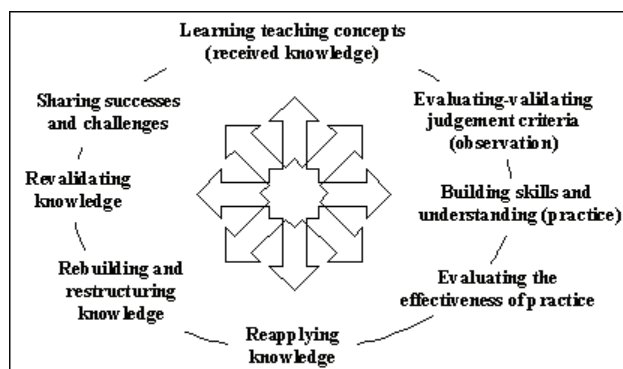 Learning teaching concepts
(received knowledge)
Evaluating-validating
judgement criteria
(observation)
Building skills and
understanding (practice)
Evaluating the
effectiveness of practice
Reapplying
knowledge
Rebuilding and
restructuring
knowledge
Revalidating
knowledge
Sharing successes
and challenges